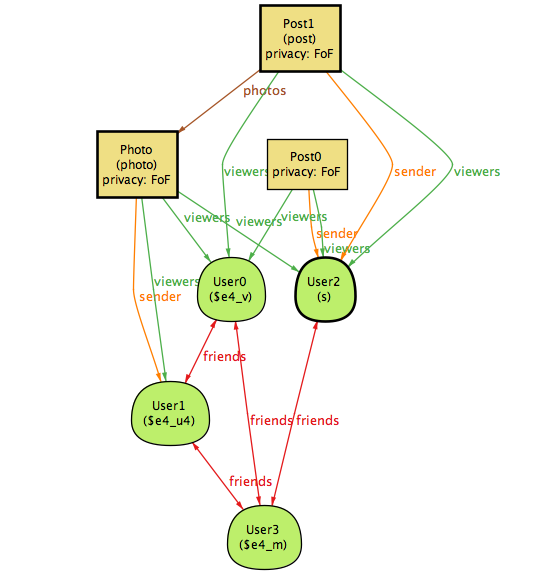 Post1
(post)
privacy: FoF
photos
Photo
(photo)
privacy: FoF
Post0
privacy: FoF
viewers
sender
viewers
viewers
viewers
viewers
sender
viewers
User0
($e4_v)
User2
(s)
viewers
sender
friends
User1
($e4_u4)
friends
friends
friends
User3
($e4_m)